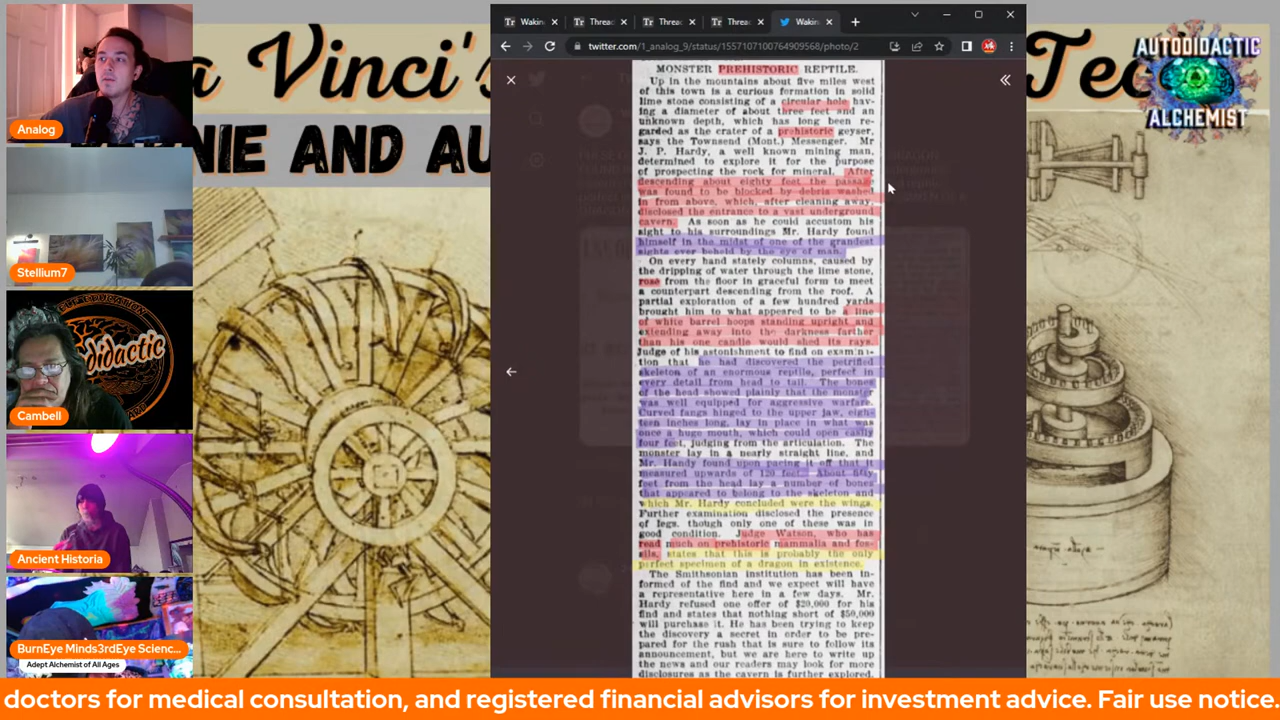 a Vinci's
Tec
NIE AND AU
AUTODIDACTIC
ALCHEMIST
Analog
Stellium7
didactic
Cambell
Ancient Historia
BurnEye Minds3rdEye Scienc...
Adept Alchemist of All Ages
Wakin
Threa
Threa
Threa
Wakin
twitter.com/1_analog_9/status/1557107100764909568/photo/2
MONSTER PREHISTORIC REPTILE.
Up in the mountains about five miles west
of this town is a curious formation in solid
lime stone consisting of a circular hole hav-
ing a diameter of about three feet and an
unknown depth, which has long been re-
garded as the crater of a prehistoric geyser,
says the Townsend (Mont.) Messenger. Mr
J. P. Hardy, a well known mining man,
determined to explore it for the purpose
of prospecting the rock for mineral. After
descending about eighty feet the passage
was found to be blocked by debris washed
in from above, which, after cleaning away,
disclosed the entrance to a vast underground
cavern. As soon as he could accustom his
sight to his surroundings Mr. Hardy found
himself in the midst of one of the grandest
sights ever beheld by the eye of man.
On every hand stately columns, caused by
the dripping of water through the lime stone,
rose from the floor in graceful form to meet
a counterpart descending from the roof. A
partial exploration of a few hundred yards
brought him to what appeared to be a line
of white barrel hoops standing upright and
extending away into the darkness farther
than his one candle would shed its rays.
Judge of his astonishment to find on examina-
tion that he had discovered the petrified
skeleton of an enormous reptile, perfect in
every detail from head to tail. The bones
of the head showed plainly that the monster
was well equipped for aggressive warfare.
Curved fangs hinged to the upper jaw, eigh-
teen inches long, lay in place in what was
once a huge mouth, which could open easily
four feet, judging from the articulation. The
monster lay in a nearly straight line, and
Mr. Hardy found upon pacing it off that it
measured upwards of 120 feet. About fifty
feet from the head lay a number of bones
that appeared to belong to the skeleton and
which Mr. Hardy concluded were the wings.
Further examination disclosed the presence
of legs, though only one of these was in
good condition. Judge Watson, who has
read much on prehistoric mammalia and fos-
sils, states that this is probably the only
perfect specimen of a dragon in existence.
The Smithsonian institution has been in-
formed of the find and we expect will have
a representative here in a few days. Mr.
Hardy refused one offer of $20,000 for his
find and states that nothing short of $50,000
will purchase it. He has been trying to keep
the discovery a secret in order to be pre-
pared for the rush that is sure to follow its
announcement, but we are here to write up
the news and our readers may look for more
disclosures as the cavern is further explored.
doctors for medical consultation, and registered financial advisors for investment advice. Fair use notice.